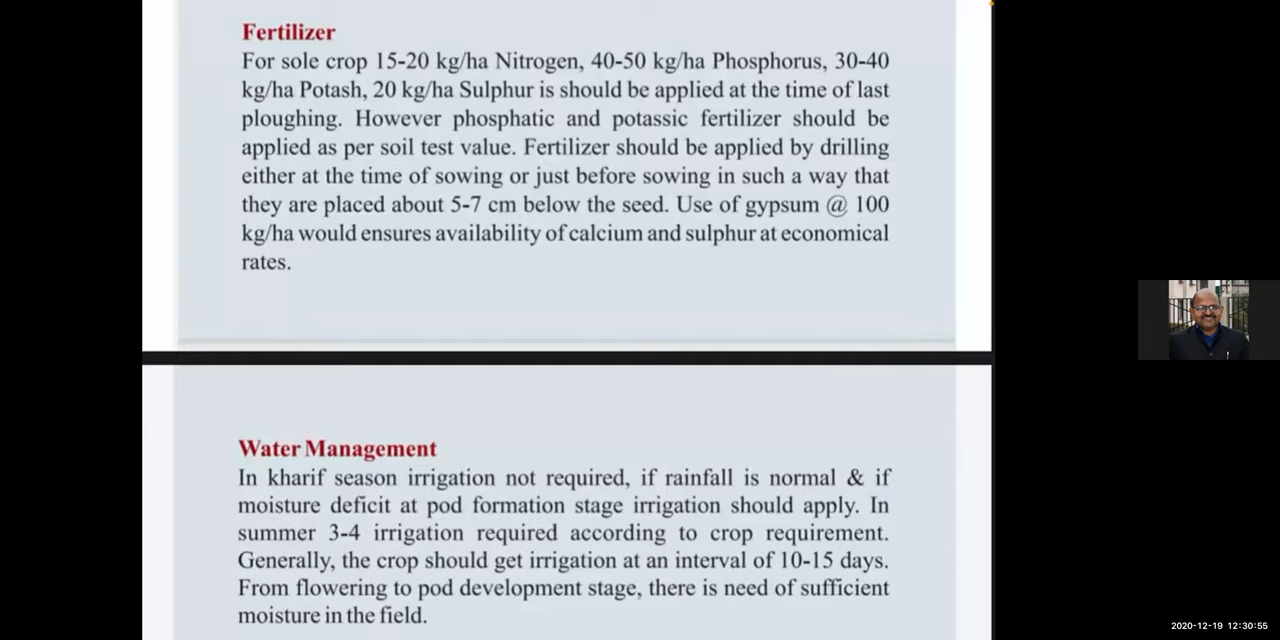 Fertilizer
For sole crop 15-20 kg/ha Nitrogen, 40-50 kg/ha Phosphorus, 30-40
kg/ha Potash, 20 kg/ha Sulphur is should be applied at the time of last
ploughing. However phosphatic and potassic fertilizer should be
applied as per soil test value. Fertilizer should be applied by drilling
either at the time of sowing or just before sowing in such a way that
they are placed about 5-7 cm below the seed. Use of gypsum @ 100
kg/ha would ensures availability of calcium and sulphur at economical
rates.
Water Management
In kharif season irrigation not required, if rainfall is normal & if
moisture deficit at pod formation stage irrigation should apply. In
summer 3-4 irrigation required according to crop requirement.
Generally, the crop should get irrigation at an interval of 10-15 days.
From flowering to pod development stage, there is need of sufficient
moisture in the field.
2020-12-19 12:30:55